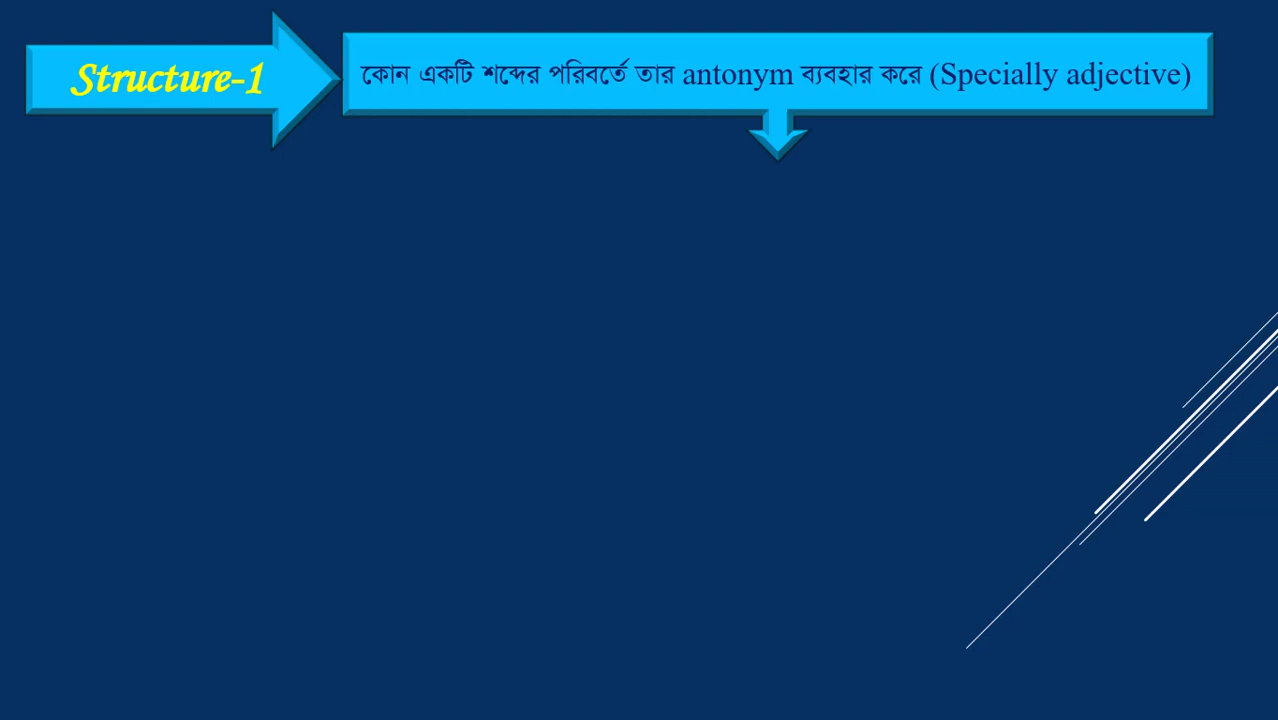 Structure-1
কোন একটি শব্দের পরিবর্তে তার antonym ব্যবহার করে (Specially adjective)